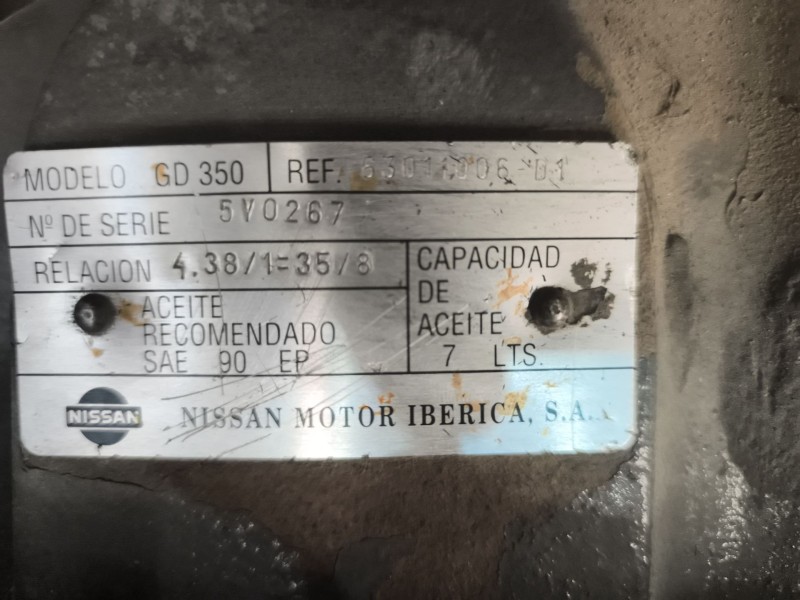 MODELO GD 350
REF.
Nº DE SERIE 5V0267
RELACION 4.38/1=35/8
ACEITE
RECOMENDADO
SAE 90 EP
CAPACIDAD
DE
ACEITE
7 LTS.
NISSAN
NISSAN MOTOR IBERICA, S.A.